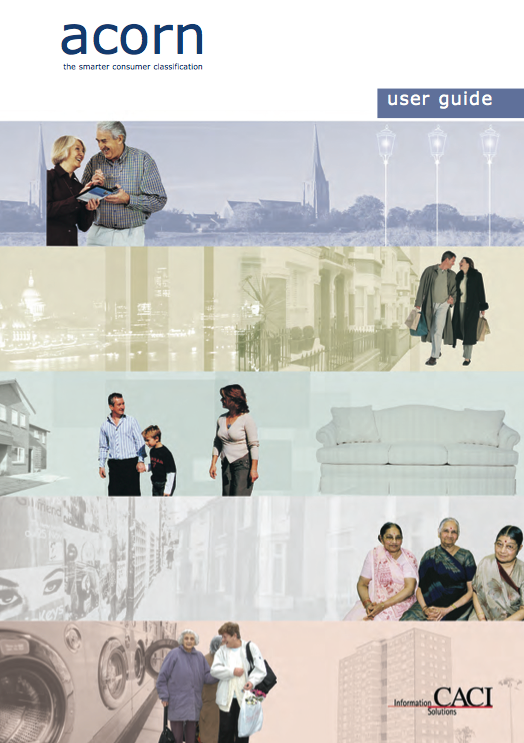 acorn
the smarter consumer classification
user guide
Information CACI
Solutions